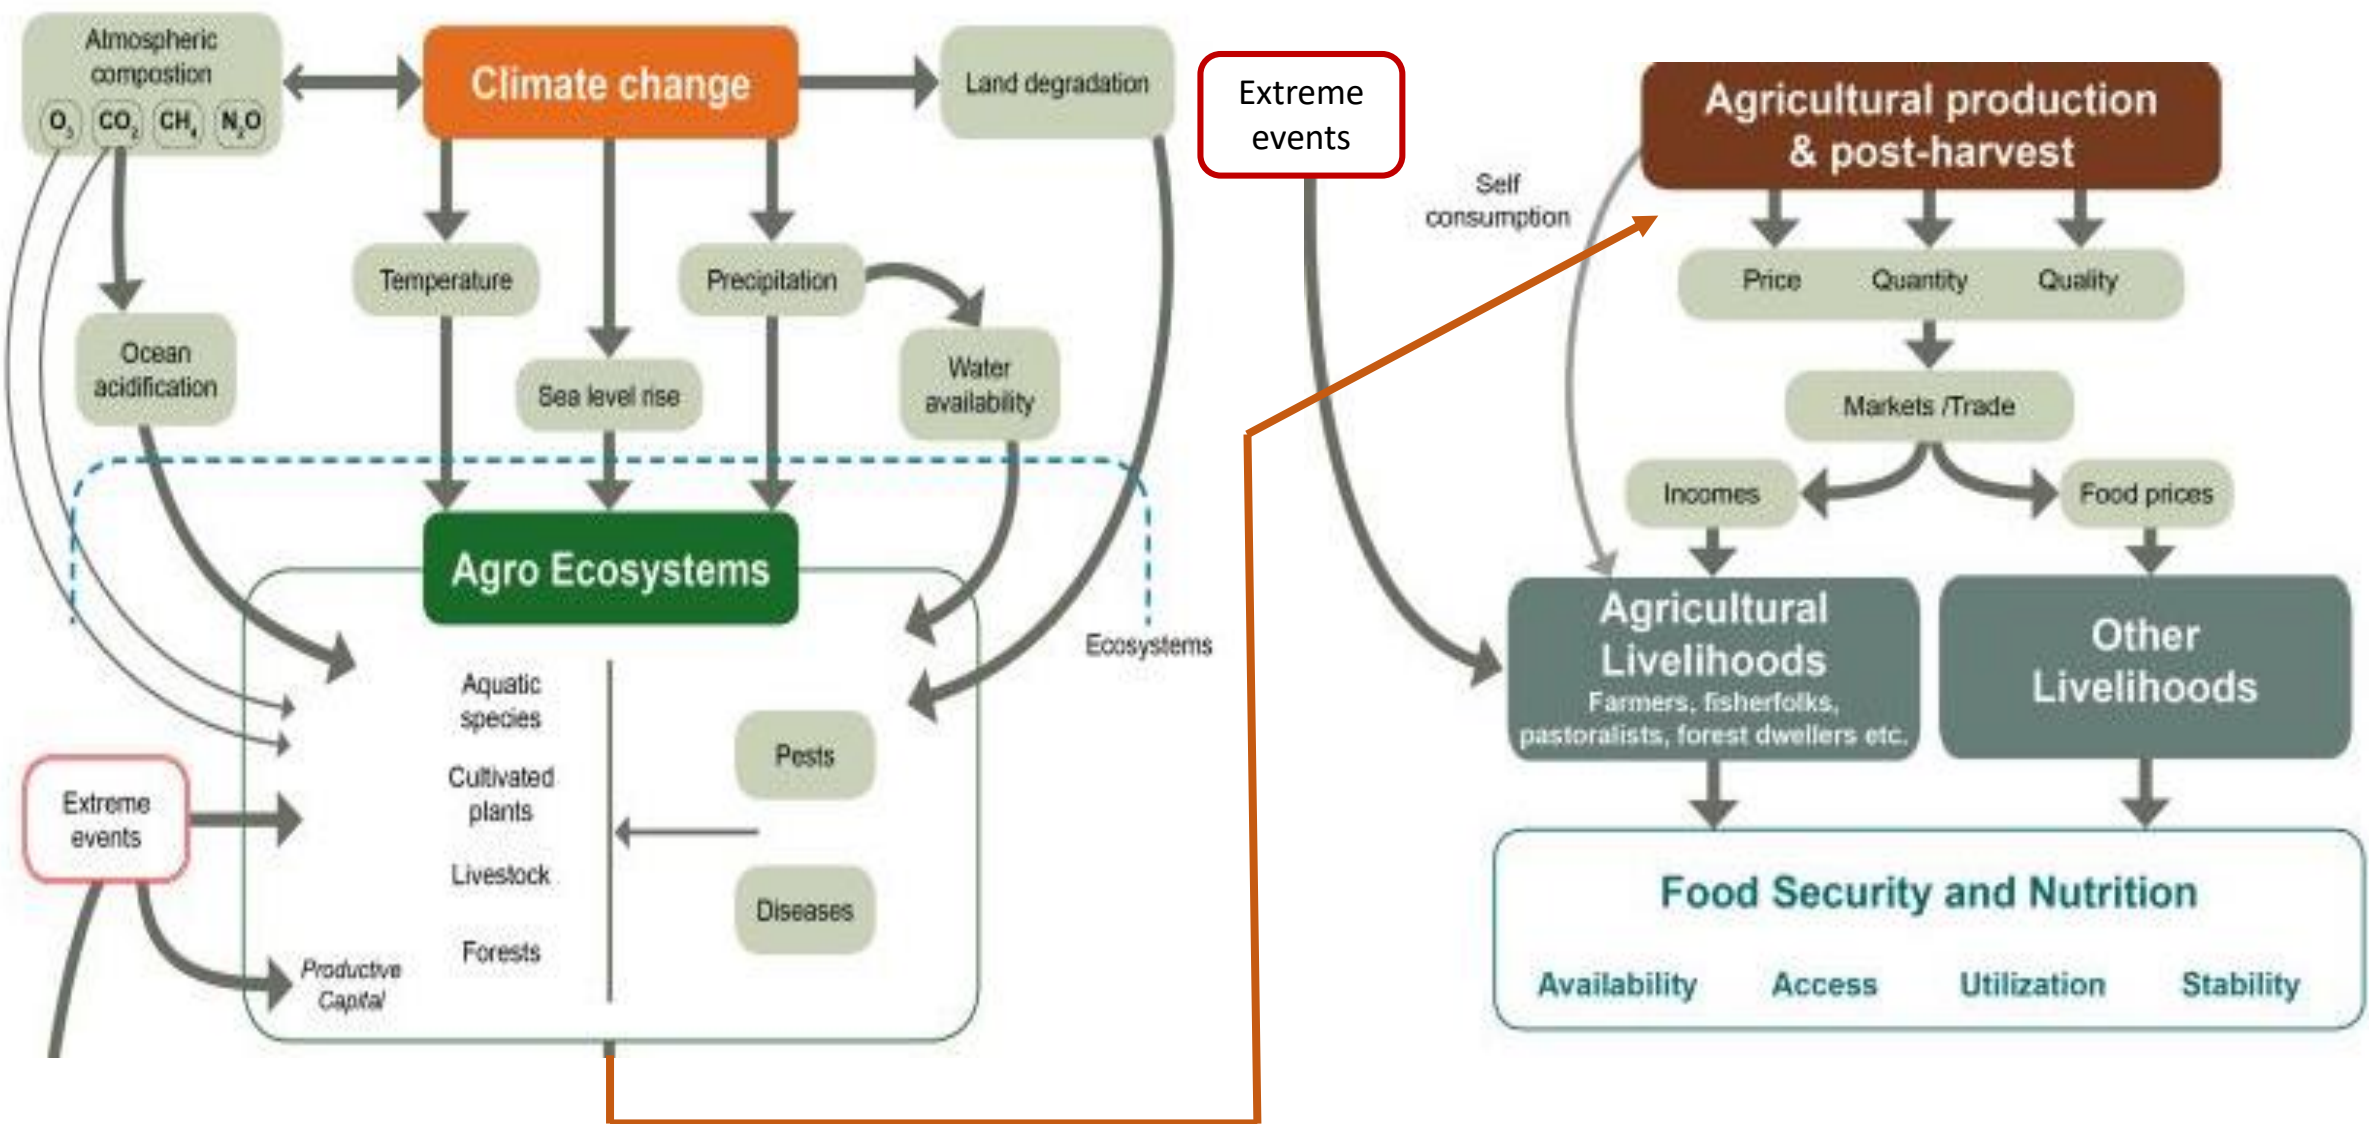 Atmospheric
compostion
O₃ CO₂ CH₄ N₂O
Climate change
Land degradation
Temperature
Precipitation
Ocean
acidification
Sea level rise
Water
availability
Agro Ecosystems
Ecosystems
Aquatic
species
Cultivated
plants
Livestock
Forests
Pests
Diseases
Extreme
events
Productive
Capital
Extreme
events
Agricultural production
& post-harvest
Self
consumption
Price Quantity Quality
Markets /Trade
Incomes
Food prices
Agricultural
Livelihoods
Farmers, fisherfolks,
pastoralists, forest dwellers etc.
Other
Livelihoods
Food Security and Nutrition
Availability Access Utilization Stability